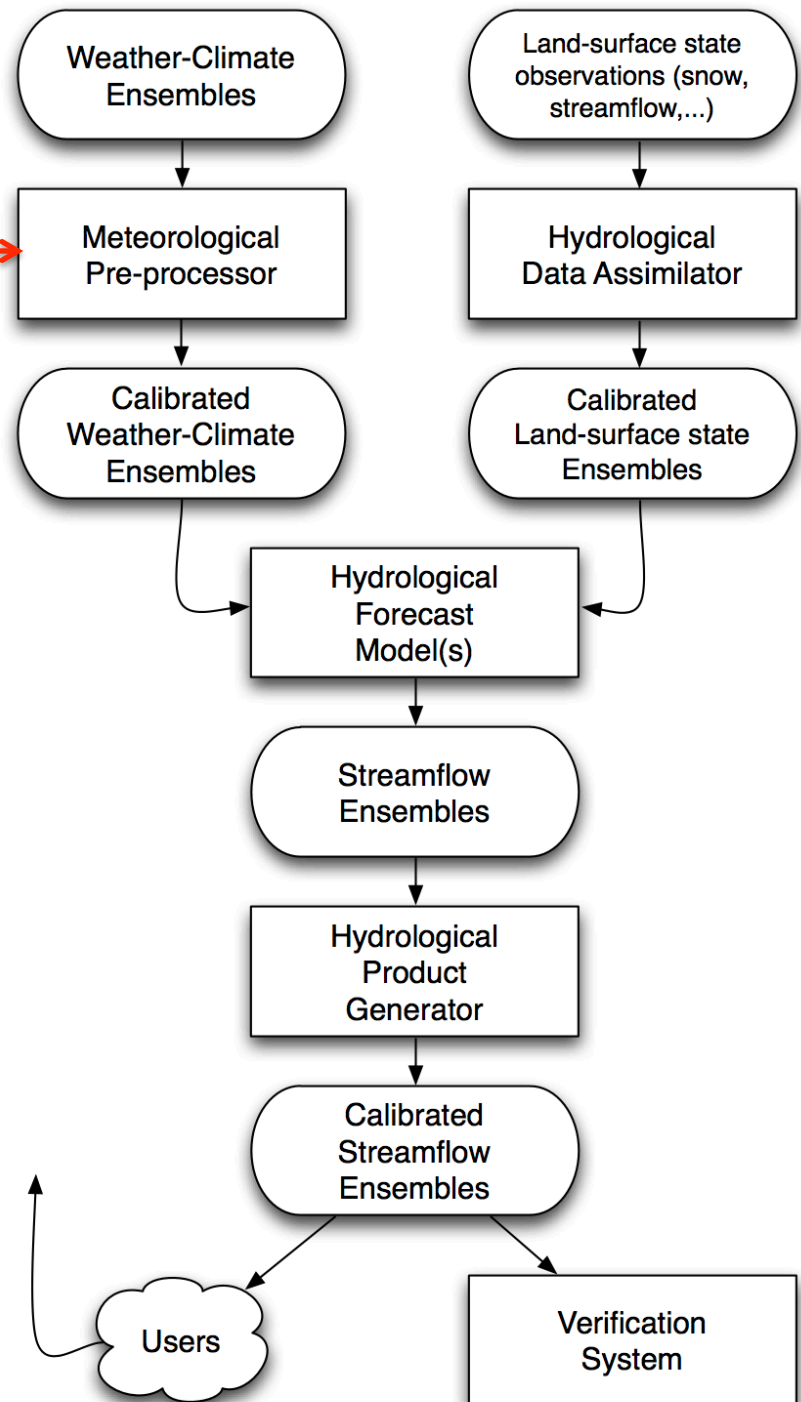 Weather-Climate
Ensembles
Land-surface state
observations (snow,
streamflow,...)
Meteorological
Pre-processor
Hydrological
Data Assimilator
Calibrated
Weather-Climate
Ensembles
Calibrated
Land-surface state
Ensembles
Hydrological
Forecast
Model(s)
Streamflow
Ensembles
Hydrological
Product
Generator
Calibrated
Streamflow
Ensembles
Users
Verification
System